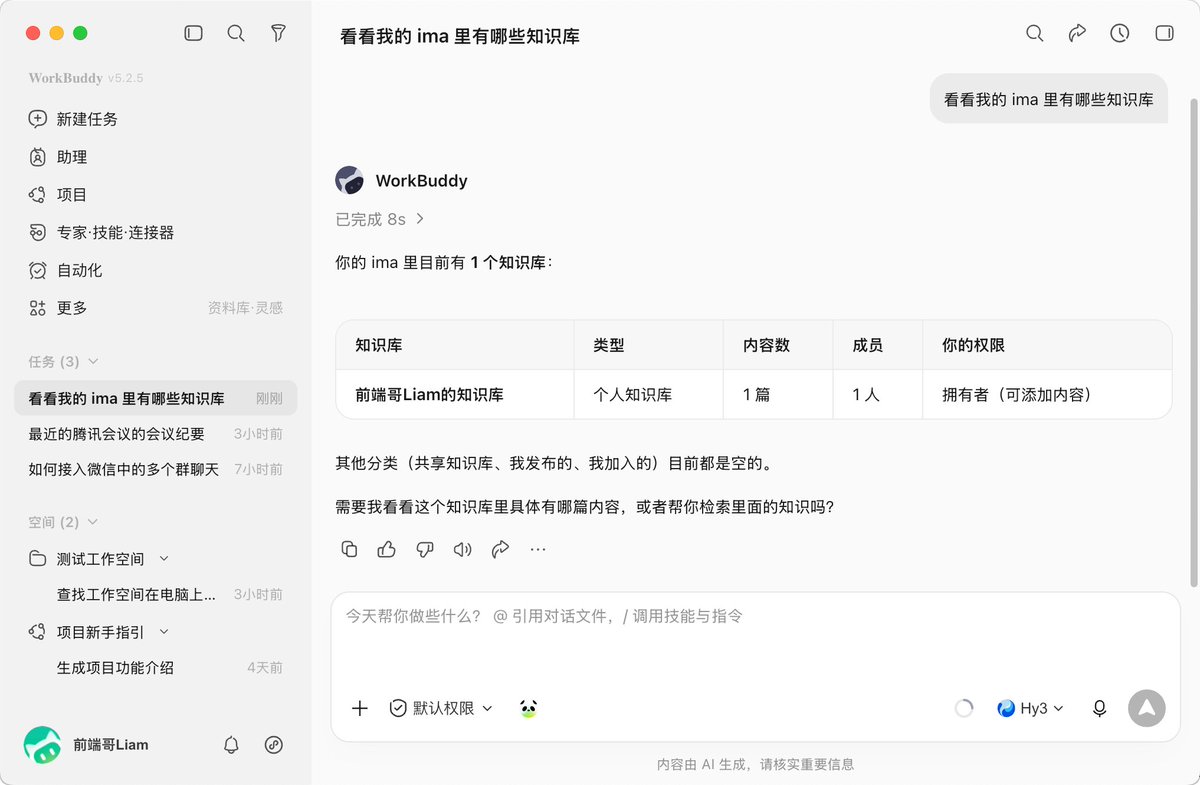 看看我的 ima 里有哪些知识库
WorkBuddy v5.2.5
新建任务
助理
项目
专家·技能·连接器
自动化
更多 资料库·灵感
任务 (3)
看看我的 ima 里有哪些知识库 刚刚
最近的腾讯会议的会议纪要 3小时前
如何接入微信中的多个群聊天 7小时前
空间 (2)
测试工作空间
查找工作空间在电脑上... 3小时前
项目新手指引
生成项目功能介绍 4天前
前端哥Liam
看看我的 ima 里有哪些知识库
WorkBuddy
已完成 8s
你的 ima 里目前有 1 个知识库：
知识库 类型 内容数 成员 你的权限
前端哥Liam的知识库 个人知识库 1 篇 1 人 拥有者（可添加内容）
其他分类（共享知识库、我发布的、我加入的）目前都是空的。
需要我看看这个知识库里具体有哪篇内容，或者帮你检索里面的知识吗？
今天帮你做些什么？ @ 引用对话文件，/ 调用技能与指令
默认权限 Hy3
内容由 AI 生成，请核实重要信息